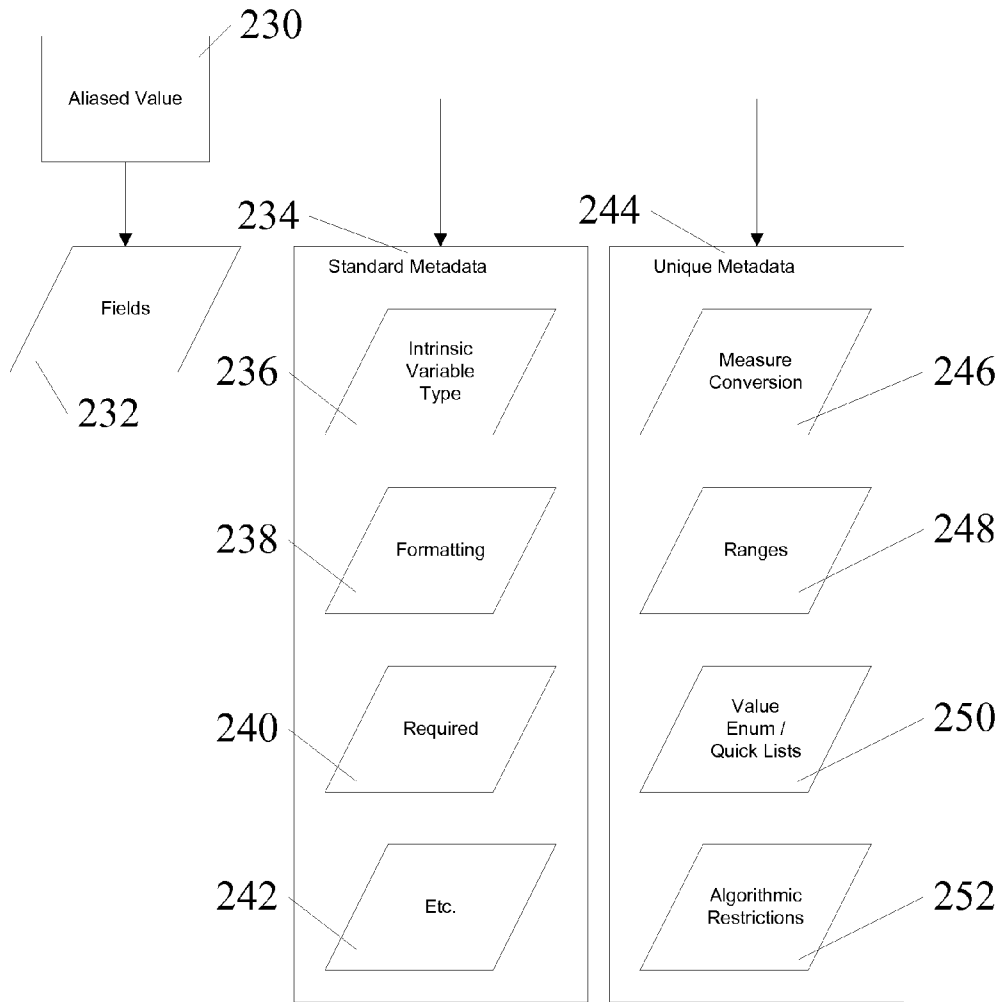 230
Aliased Value
234
244
Standard Metadata
Unique Metadata
Fields
232
Intrinsic
Variable
Type
236
Measure
Conversion
246
238
Formatting
Ranges
248
240
Required
Value
Enum /
Quick Lists
250
242
Etc.
Algorithmic
Restrictions
252